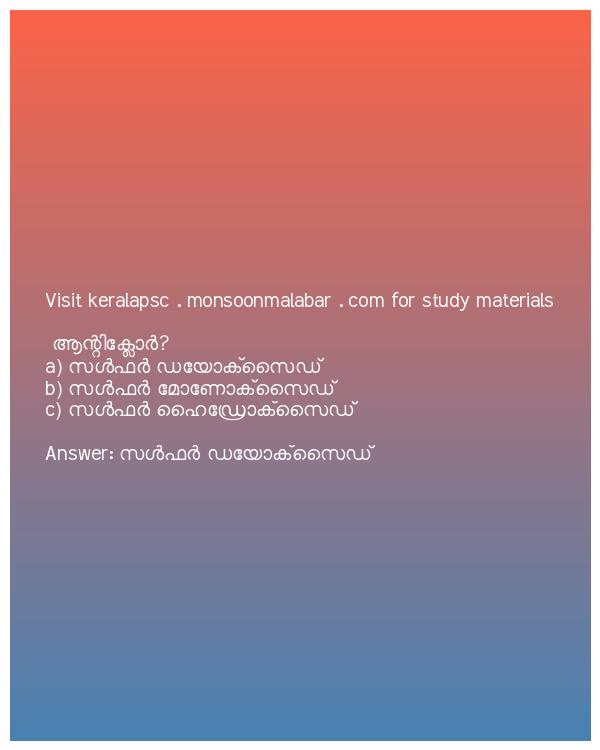 Visit keralapsc . monsoonmalabar . com for study materials
ആന്റിക്ലോർ?
a) സൾഫർ ഡയോക്സൈഡ്
b) സൾഫർ മോണോക്സൈഡ്
c) സൾഫർ ഹൈഡ്രോക്സൈഡ്
Answer: സൾഫർ ഡയോക്സൈഡ്